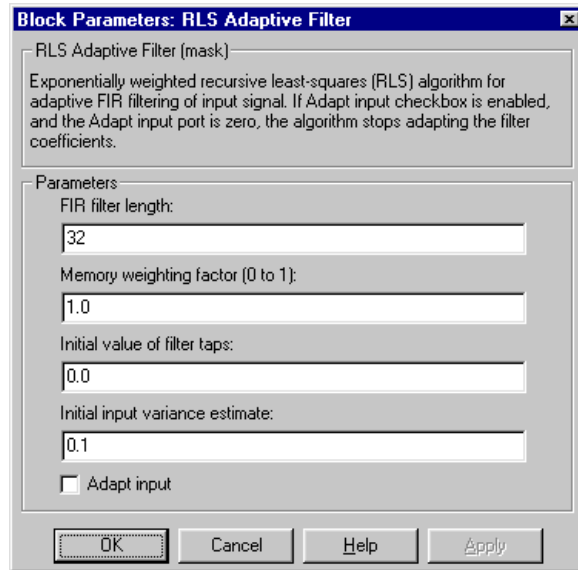 Block Parameters: RLS Adaptive Filter
RLS Adaptive Filter (mask)
Exponentially weighted recursive least-squares (RLS) algorithm for
adaptive FIR filtering of input signal. If Adapt input checkbox is enabled,
and the Adapt input port is zero, the algorithm stops adapting the filter
coefficients.
Parameters
FIR filter length:
32
Memory weighting factor (0 to 1):
1.0
Initial value of filter taps:
0.0
Initial input variance estimate:
0.1
Adapt input
OK Cancel Help Apply